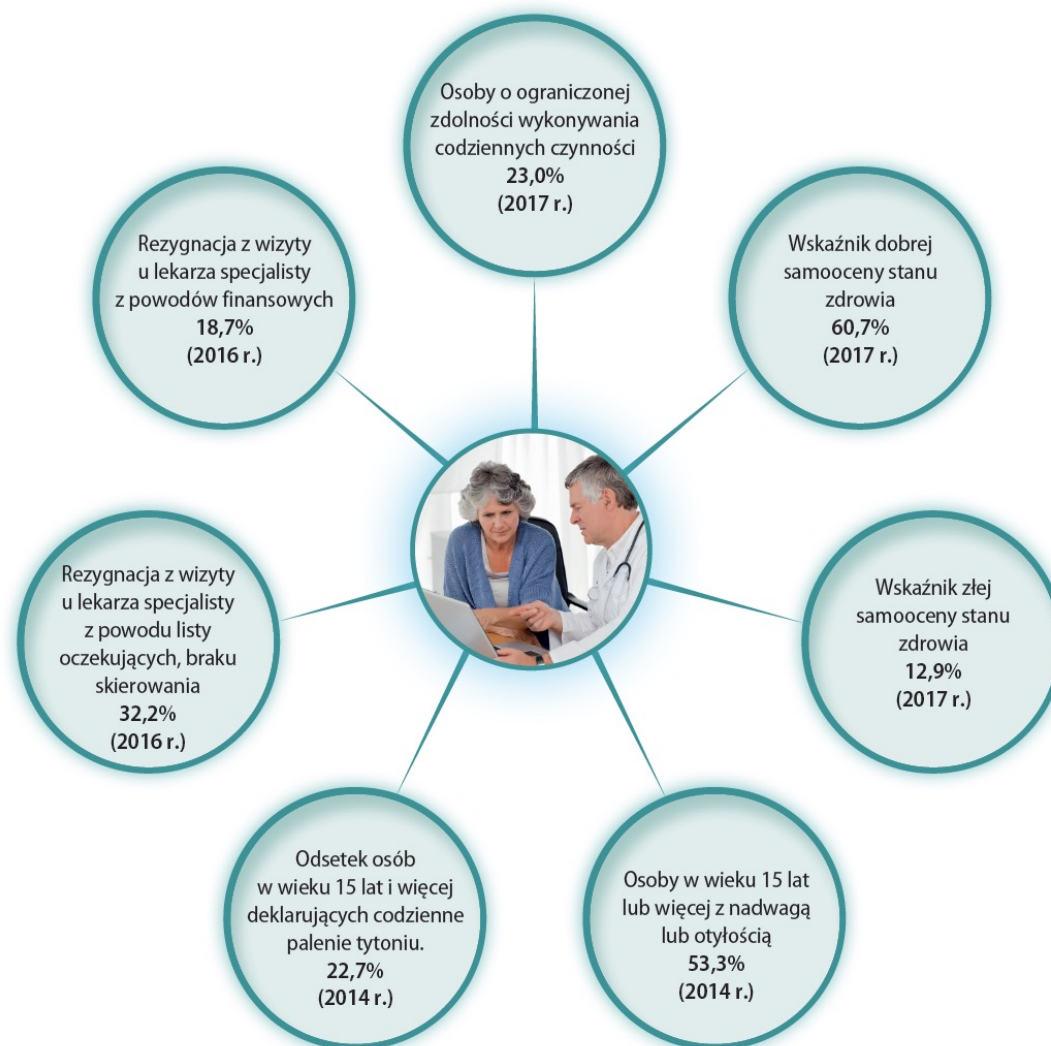 Osoby o ograniczonej
zdolności wykonywania
codziennych czynności
23,0%
(2017 r.)
Wskaźnik dobrej
samooceny stanu
zdrowia
60,7%
(2017 r.)
Wskaźnik złej
samooceny stanu
zdrowia
12,9%
(2017 r.)
Osoby w wieku 15 lat
lub więcej z nadwagą
lub otyłością
53,3%
(2014 r.)
Odsetek osób
w wieku 15 lat i więcej
deklarujących codzienne
palenie tytoniu.
22,7%
(2014 r.)
Rezygnacja z wizyty
u lekarza specjalisty
z powodu listy
oczekujących, braku
skierowania
32,2%
(2016 r.)
Rezygnacja z wizyty
u lekarza specjalisty
z powodów finansowych
18,7%
(2016 r.)